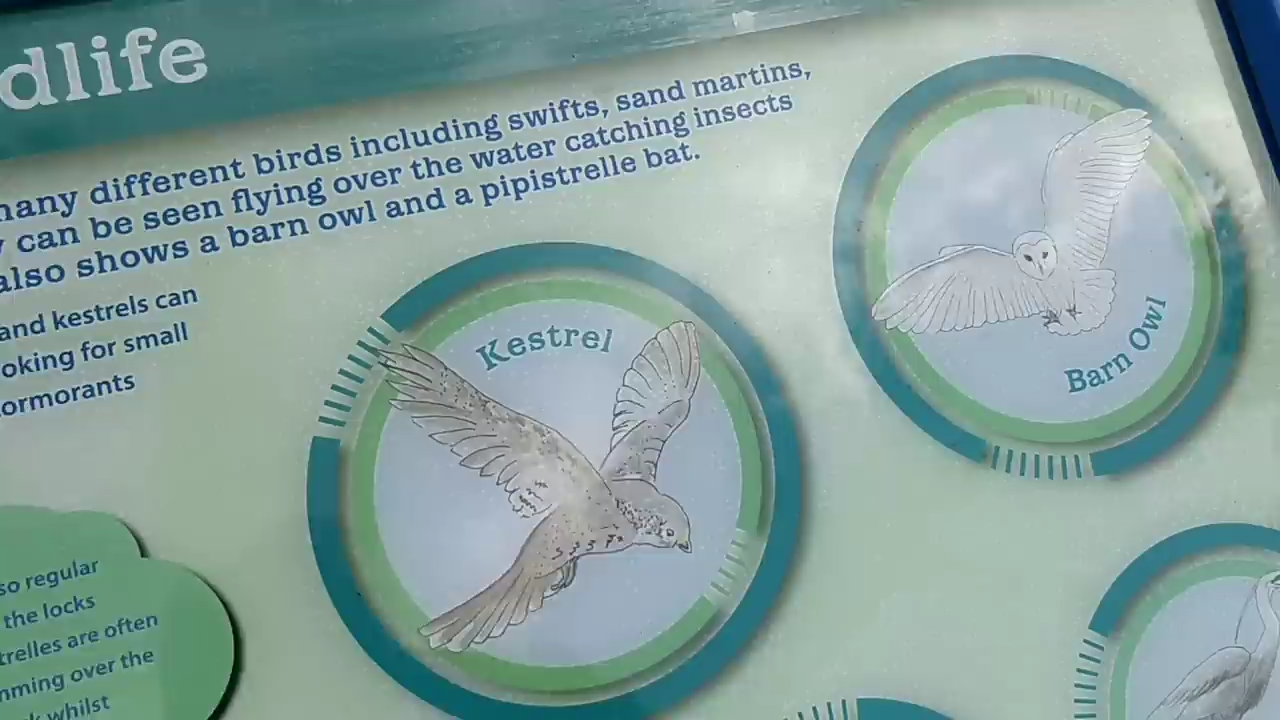 dlife
many different birds including swifts, sand martins,
can be seen flying over the water catching insects
also shows a barn owl and a pipistrelle bat.
and kestrels can
oking for small
ormorants
Kestrel
Barn Owl
so regular
the locks
trelles are often
mming over the
whilst